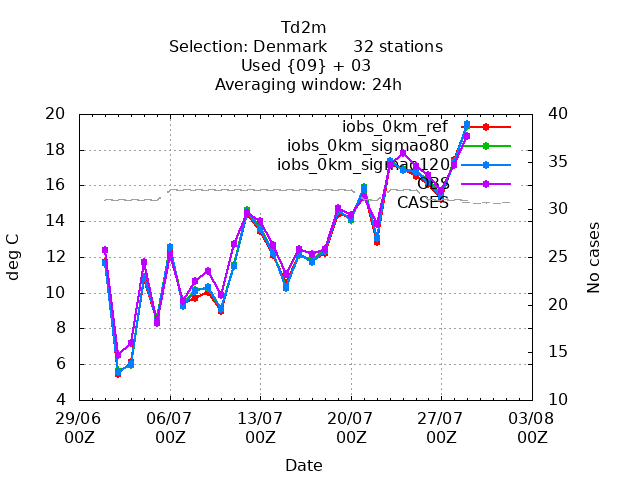 Td2m
Selection: Denmark     32 stations
Used {09} + 03
Averaging window: 24h
20
18
16
14
12
10
8
6
4
deg C
40
35
30
25
20
15
10
No cases
iobs_0km_ref
iobs_0km_sigmao80
iobs_0km_sigmao120
OBS
CASES
29/06 06/07 13/07 20/07 27/07 03/08
00Z 00Z 00Z 00Z 00Z 00Z
Date